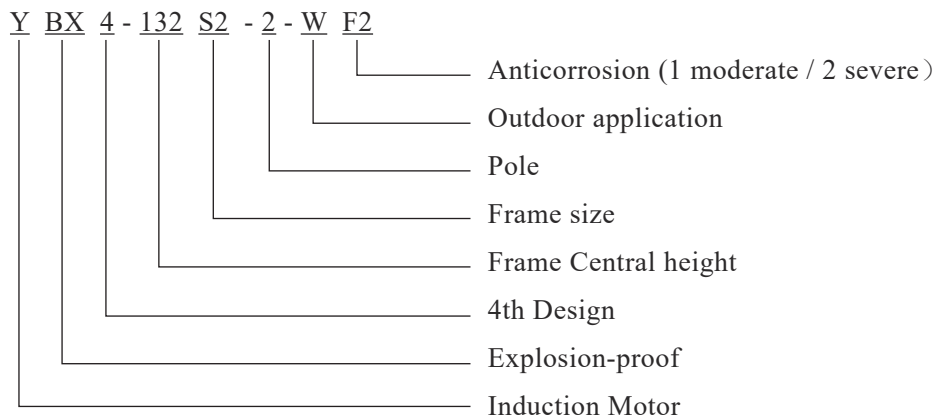 Y BX 4 - 132 S2 - 2 - W F2
Anticorrosion (1 moderate / 2 severe）
Outdoor application
Pole
Frame size
Frame Central height
4th Design
Explosion-proof
Induction Motor